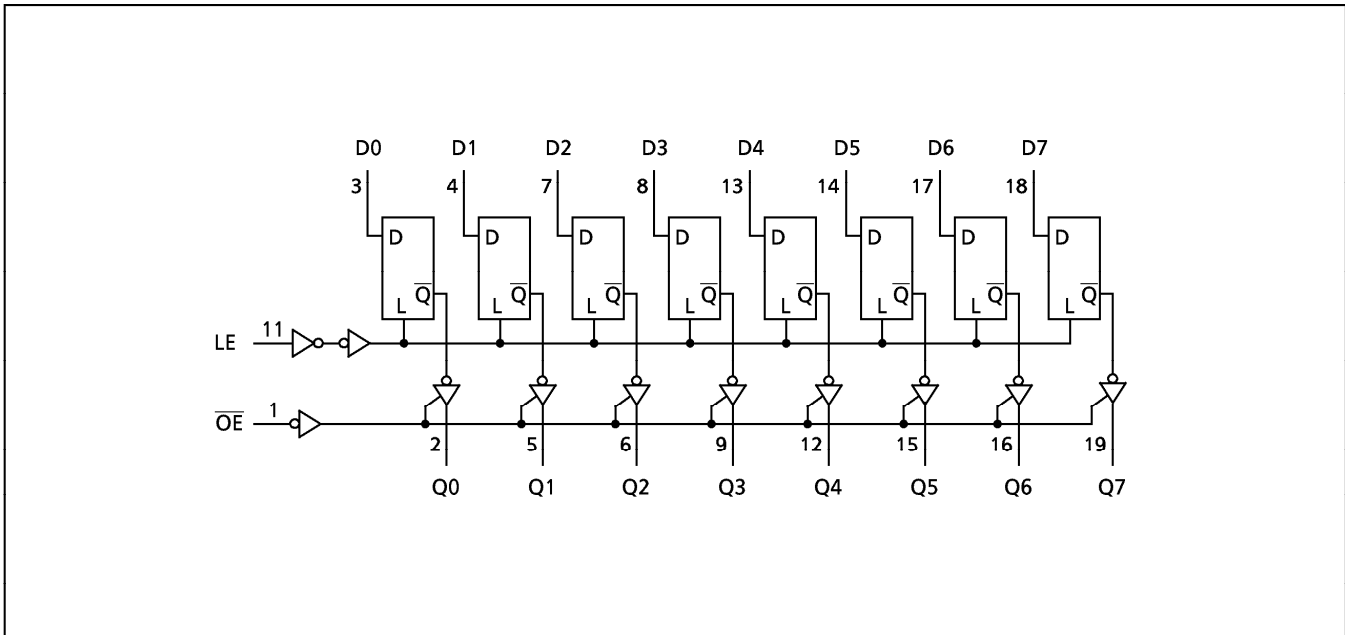 D0 D1 D2 D3 D4 D5 D6 D7
3 4 7 8 13 14 17 18
D D D D D D D D
Q̅ Q̅ Q̅ Q̅ Q̅ Q̅ Q̅ Q̅
L L L L L L L L
LE 11
O̅E̅ 1
2 5 6 9 12 15 16 19
Q0 Q1 Q2 Q3 Q4 Q5 Q6 Q7